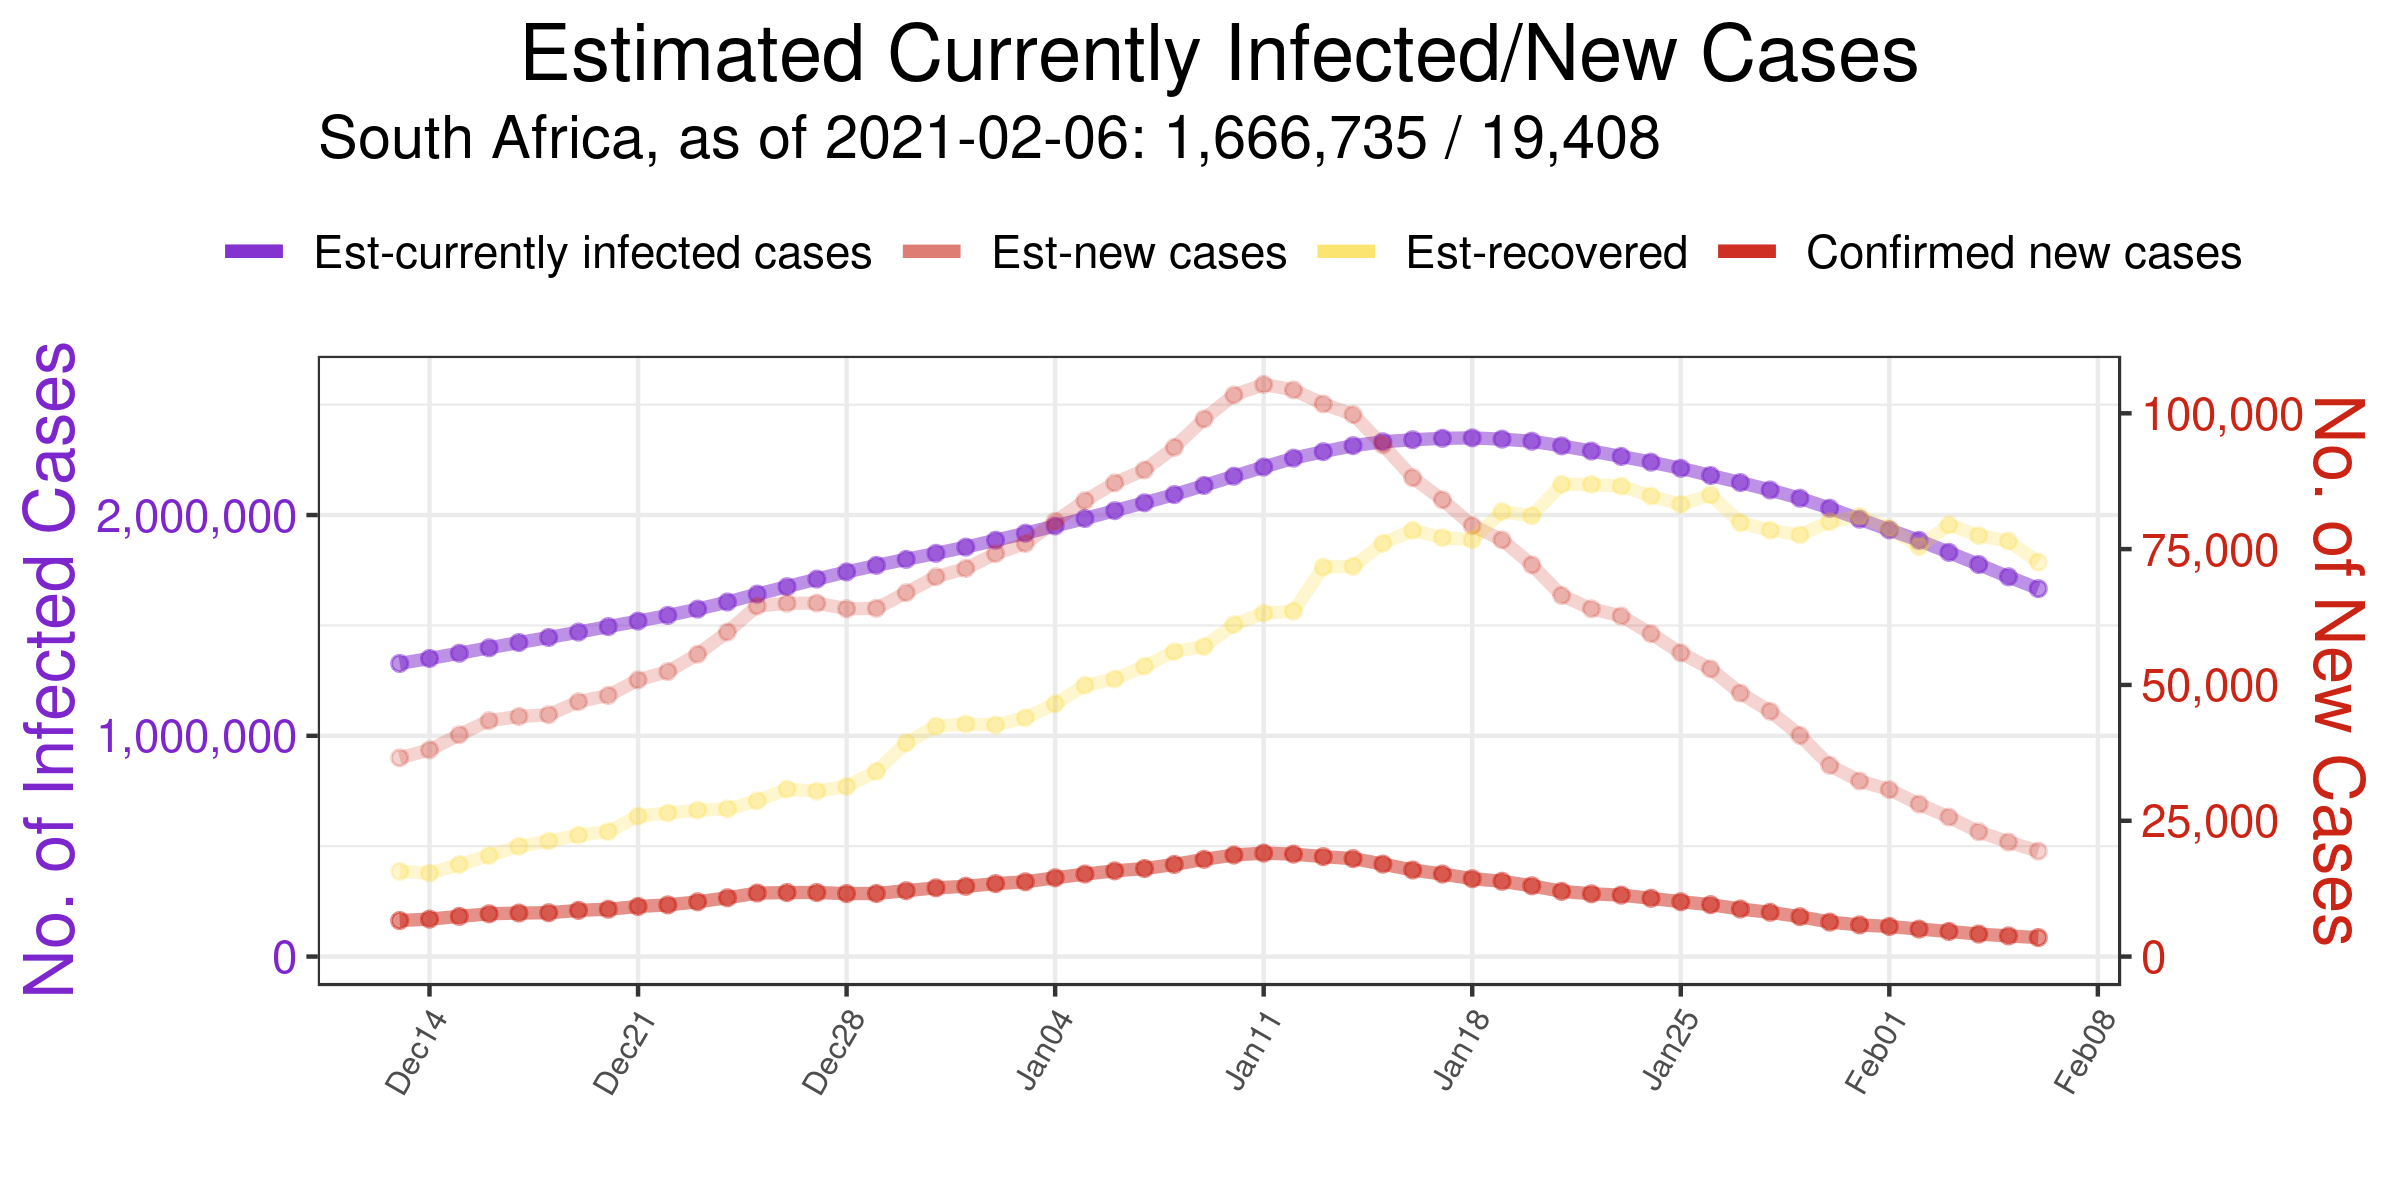 Estimated Currently Infected/New Cases
South Africa, as of 2021-02-06: 1,666,735 / 19,408
Est-currently infected cases Est-new cases Est-recovered Confirmed new cases
No. of Infected Cases
2,000,000
1,000,000
0
100,000
75,000
50,000
25,000
0
No. of New Cases
Dec14 Dec21 Dec28 Jan04 Jan11 Jan18 Jan25 Feb01 Feb08